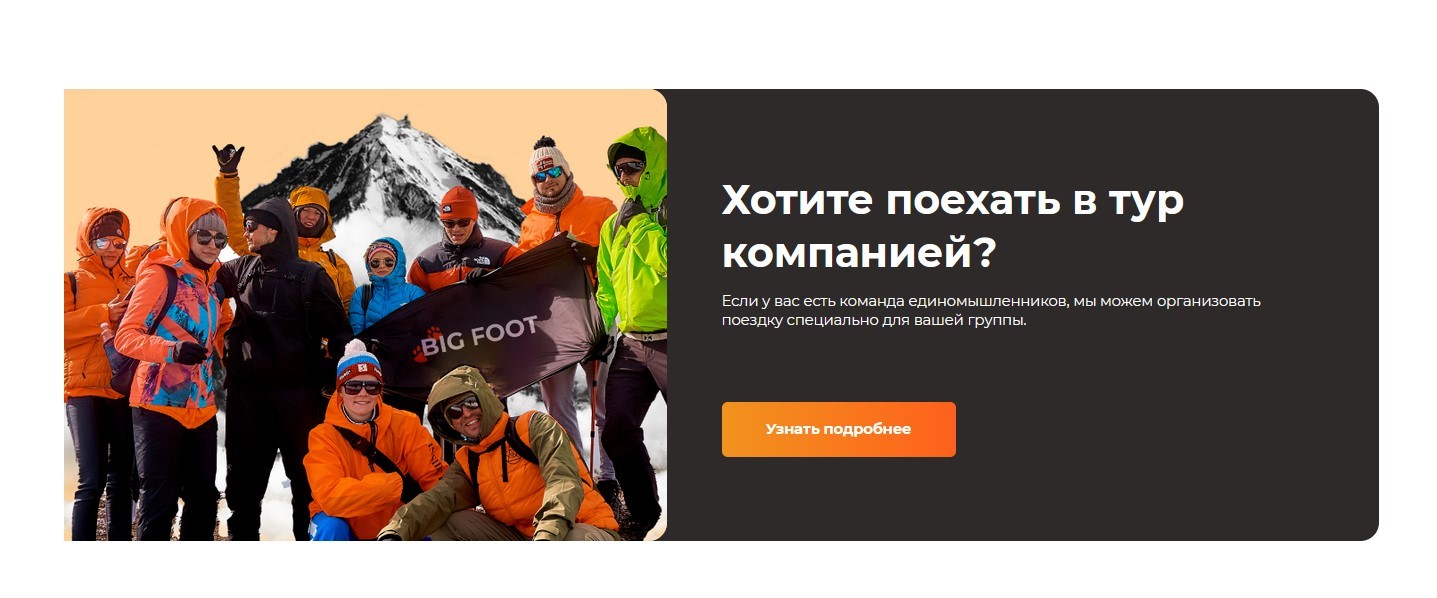 BIG FOOT
Хотите поехать в тур
компанией?
Если у вас есть команда единомышленников, мы можем организовать
поездку специально для вашей группы.
Узнать подробнее